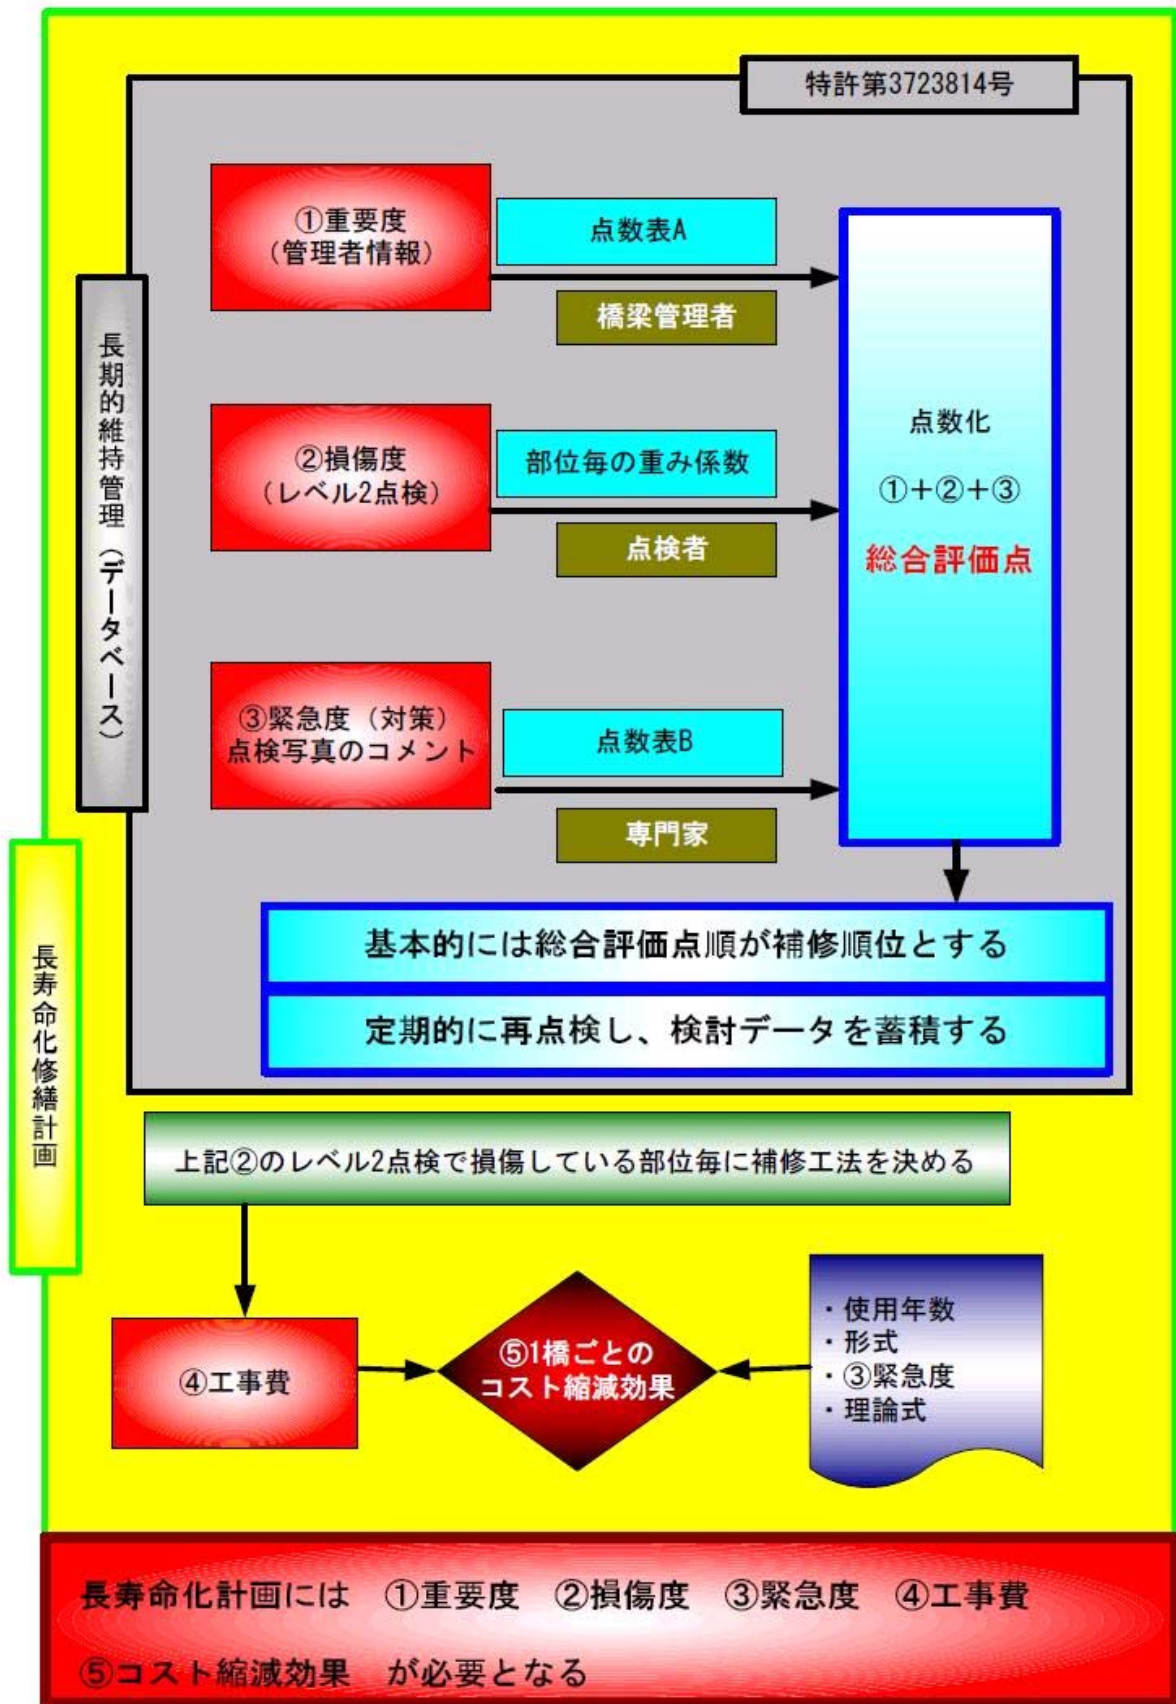 特許第3723814号
①重要度
（管理者情報）
点数表A
橋梁管理者
②損傷度
（レベル2点検）
部位毎の重み係数
点検者
③緊急度（対策）
点検写真のコメント
点数表B
専門家
点数化
①＋②＋③
総合評価点
長期的維持管理（データベース）
基本的には総合評価点順が補修順位とする
定期的に再点検し、検討データを蓄積する
長寿命化修繕計画
上記②のレベル2点検で損傷している部位毎に補修工法を決める
④工事費
⑤1橋ごとの
コスト縮減効果
・使用年数
・形式
・③緊急度
・理論式
長寿命化計画には　①重要度　②損傷度　③緊急度　④工事費
⑤コスト縮減効果　が必要となる